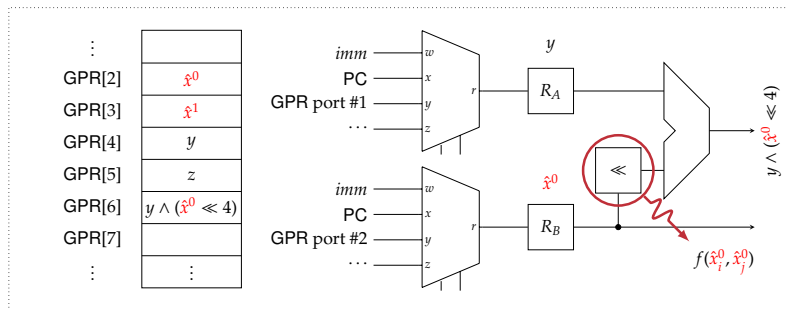 ⋮
GPR[2] x̂⁰
GPR[3] x̂¹
GPR[4] y
GPR[5] z
GPR[6] y ∧ (x̂⁰ ≪ 4)
GPR[7]
⋮ ⋮
imm w
PC x
GPR port #1 y
⋯ z
r
y
R_A
imm w
PC x
GPR port #2 y
⋯ z
r
x̂⁰
R_B
≪
f(x̂ᵢ⁰, x̂ⱼ⁰)
y ∧ (x̂⁰ ≪ 4)